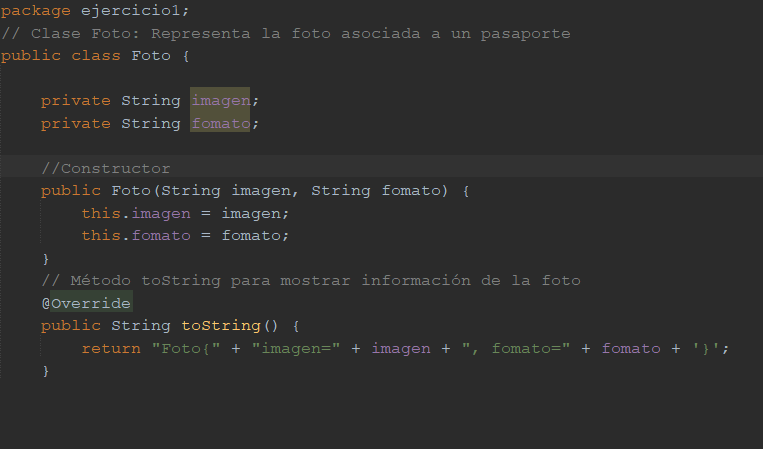 package ejercicio1;
// Clase Foto: Representa la foto asociada a un pasaporte
public class Foto {
private String imagen;
private String fomato;
//Constructor
public Foto(String imagen, String fomato) {
this.imagen = imagen;
this.fomato = fomato;
}
// Método toString para mostrar información de la foto
@Override
public String toString() {
return "Foto{" + "imagen=" + imagen + ", fomato=" + fomato + '}';
}